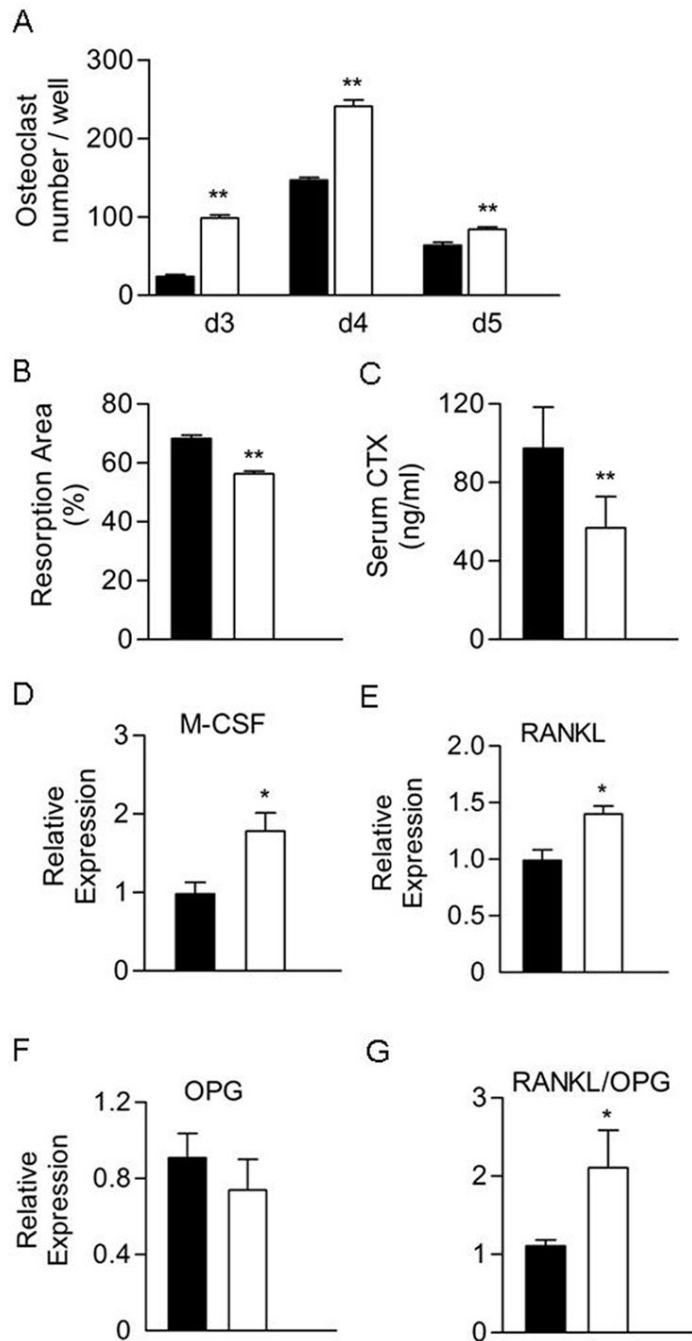 A
Osteoclast
number / well
300
200
100
0
**
**
**
d3
d4
d5
B
Resorption Area
(%)
80
60
40
20
0
**
C
Serum CTX
(ng/ml)
120
80
40
0
**
D
M-CSF
Relative
Expression
3
2
1
0
*
E
RANKL
Relative
Expression
2.0
1.5
1.0
0.5
0
*
F
OPG
Relative
Expression
1.2
0.8
0.4
0
G
RANKL/OPG
3
2
1
0
*